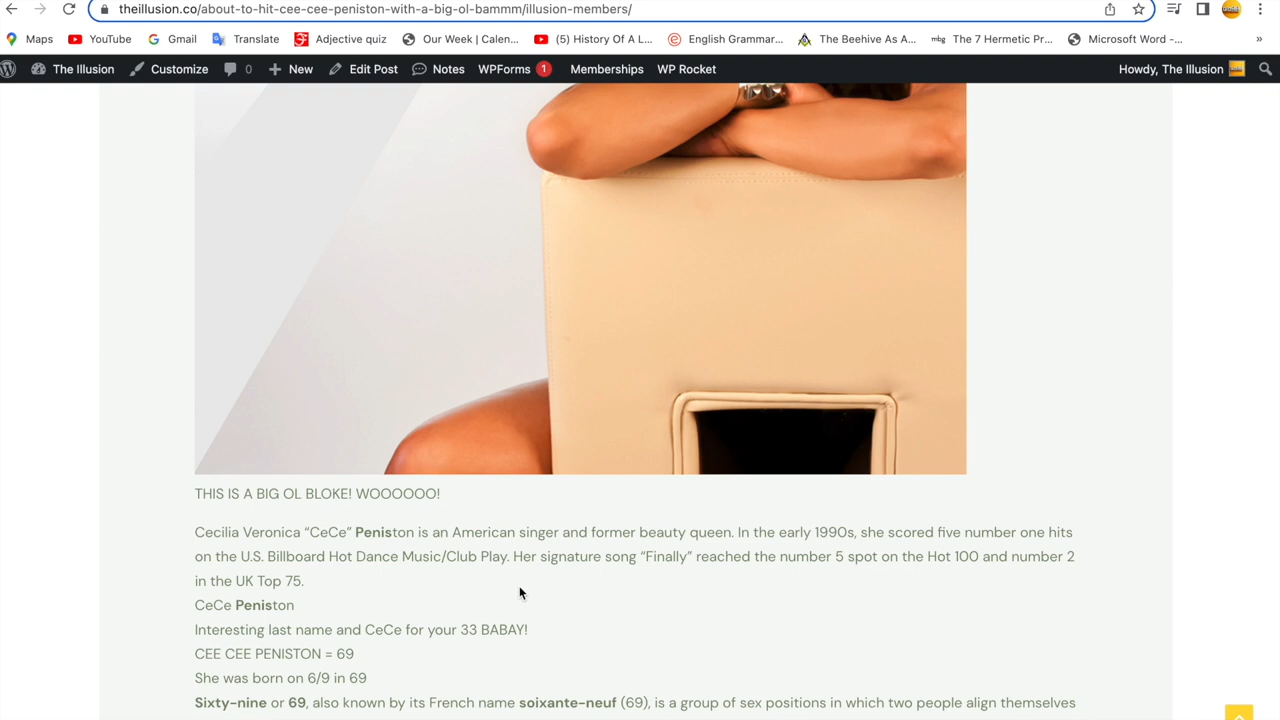 theillusion.co/about-to-hit-cee-cee-peniston-with-a-big-ol-bammm/illusion-members/
Maps YouTube Gmail Translate Adjective quiz Our Week | Calen... (5) History Of A L... English Grammar... The Beehive As A... mbg The 7 Hermetic Pr... Microsoft Word -... »
The Illusion Customize 0 New Edit Post Notes WPForms 1 Memberships WP Rocket Howdy, The Illusion
THIS IS A BIG OL BLOKE! WOOOOOO!
Cecilia Veronica “CeCe” Peniston is an American singer and former beauty queen. In the early 1990s, she scored five number one hits
on the U.S. Billboard Hot Dance Music/Club Play. Her signature song “Finally” reached the number 5 spot on the Hot 100 and number 2
in the UK Top 75.
CeCe Peniston
Interesting last name and CeCe for your 33 BABAY!
CEE CEE PENISTON = 69
She was born on 6/9 in 69
Sixty-nine or 69, also known by its French name soixante-neuf (69), is a group of sex positions in which two people align themselves